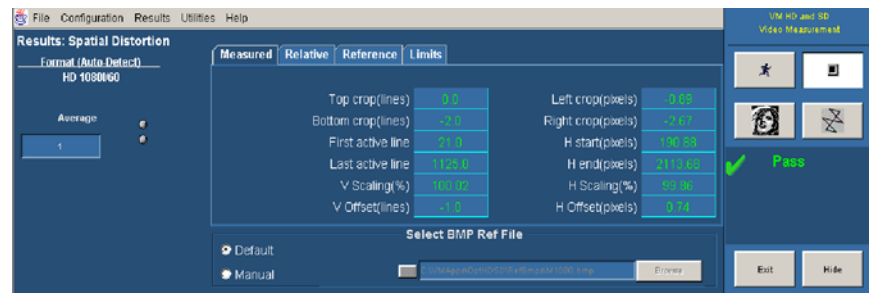 File Configuration Results Utilities Help
VM HD and SD
Video Measurement
Results: Spatial Distortion
Format (Auto-Detect)
HD 1080i/60
Average
1
Measured Relative Reference Limits
Top crop(lines) 0.0 Left crop(pixels) -0.69
Bottom crop(lines) -2.0 Right crop(pixels) -2.67
First active line 21.0 H start(pixels) 190.88
Last active line 1125.0 H end(pixels) 2113.68
V Scaling(%) 100.02 H Scaling(%) 99.86
V Offset(lines) -1.0 H Offset(pixels) 0.74
Select BMP Ref File
Default
Manual
Browse
Pass
Exit Hide